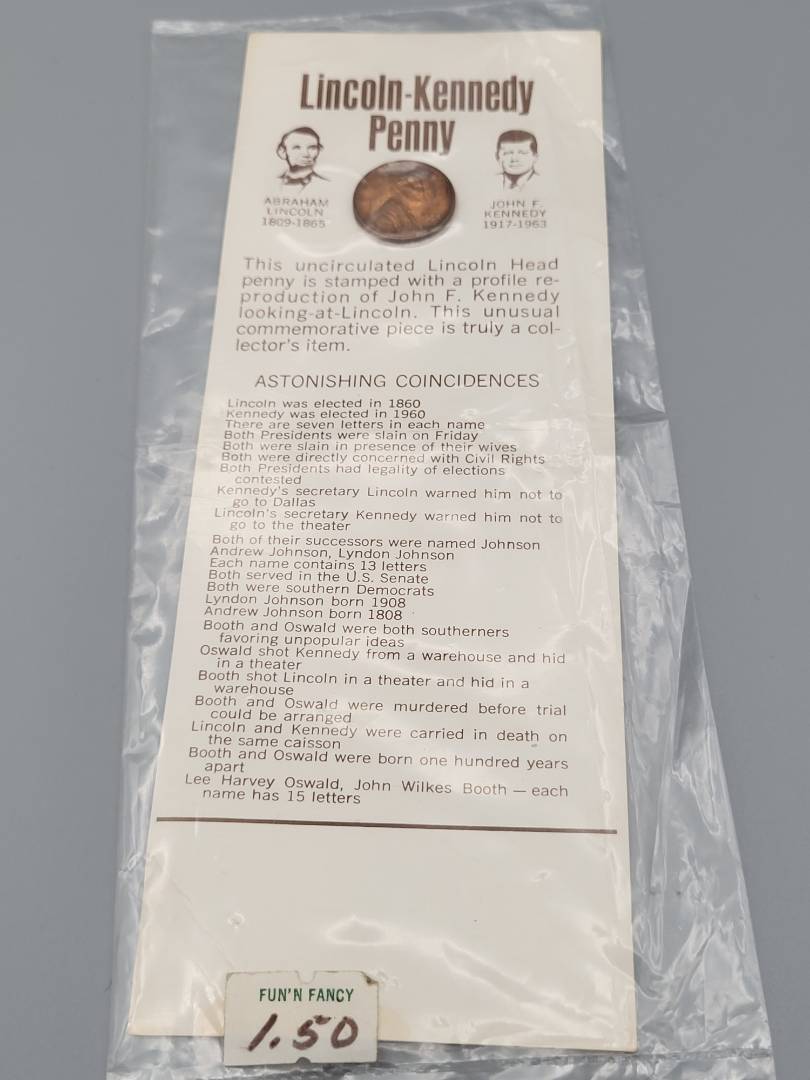 Lincoln-Kennedy
Penny
ABRAHAM
LINCOLN
1809-1865
JOHN F.
KENNEDY
1917-1963
This uncirculated Lincoln Head
penny is stamped with a profile re-
production of John F. Kennedy
looking-at-Lincoln. This unusual
commemorative piece is truly a col-
lector's item.
ASTONISHING COINCIDENCES
Lincoln was elected in 1860
Kennedy was elected in 1960
There are seven letters in each name
Both Presidents were slain on Friday
Both were slain in presence of their wives
Both were directly concerned with Civil Rights
Both Presidents had legality of elections
contested
Kennedy's secretary Lincoln warned him not to
go to Dallas
Lincoln's secretary Kennedy warned him not to
go to the theater
Both of their successors were named Johnson
Andrew Johnson, Lyndon Johnson
Each name contains 13 letters
Both served in the U.S. Senate
Both were southern Democrats
Lyndon Johnson born 1908
Andrew Johnson born 1808
Booth and Oswald were both southerners
favoring unpopular ideas
Oswald shot Kennedy from a warehouse and hid
in a theater
Booth shot Lincoln in a theater and hid in a
warehouse
Booth and Oswald were murdered before trial
could be arranged
Lincoln and Kennedy were carried in death on
the same caisson
Booth and Oswald were born one hundred years
apart
Lee Harvey Oswald, John Wilkes Booth — each
name has 15 letters
FUN'N FANCY
1.50